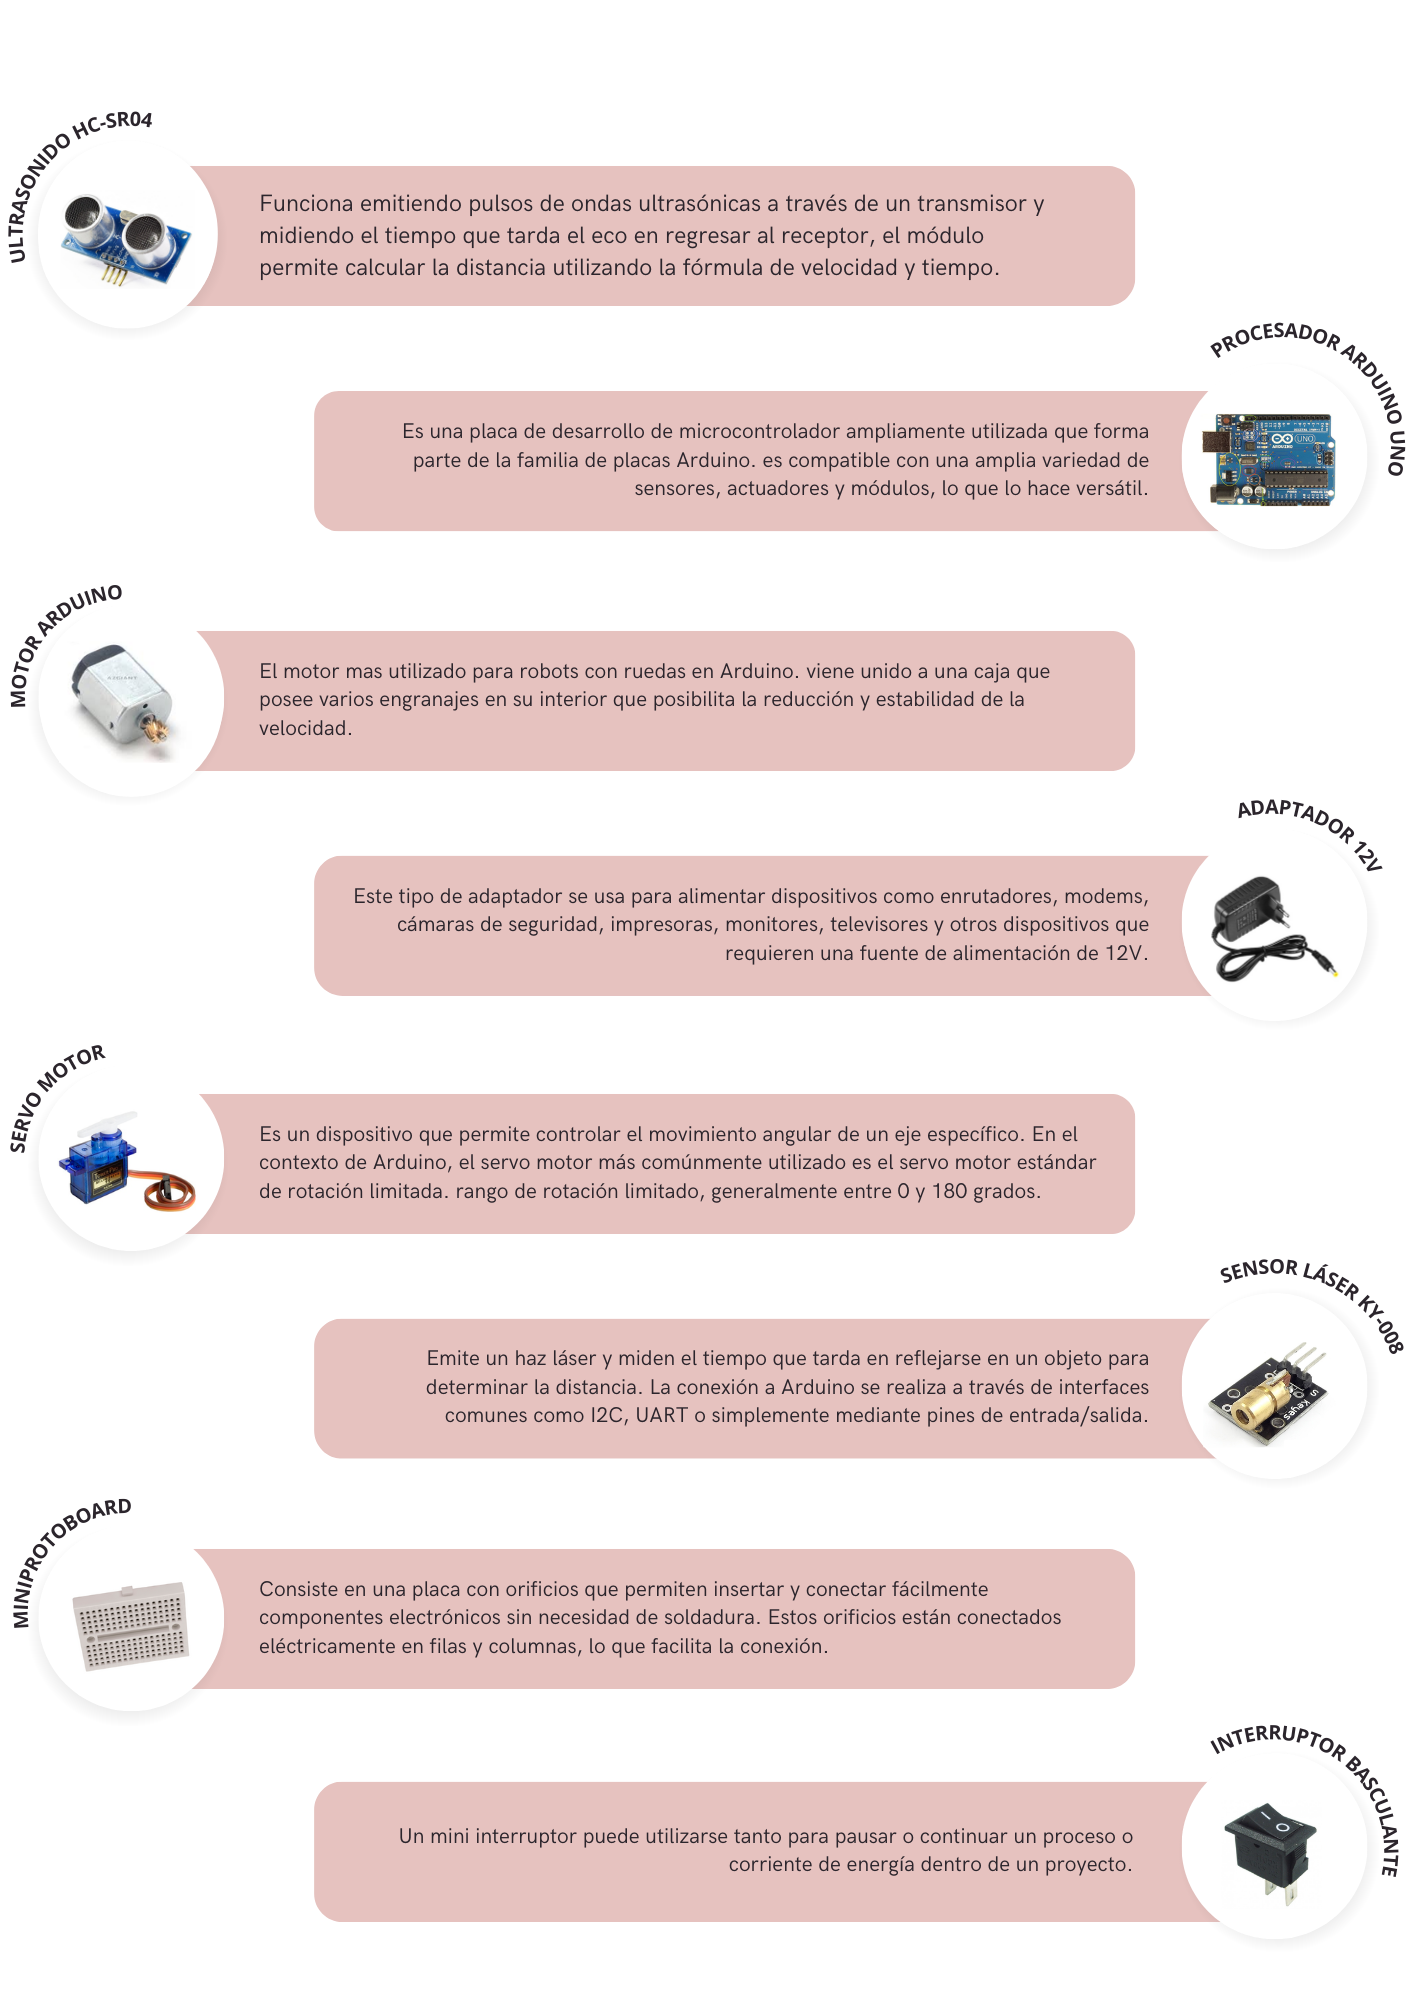 ULTRASONIDO HC-SR04
Funciona emitiendo pulsos de ondas ultrasónicas a través de un transmisor y
midiendo el tiempo que tarda el eco en regresar al receptor, el módulo
permite calcular la distancia utilizando la fórmula de velocidad y tiempo.
PROCESADOR ARDUINO UNO
Es una placa de desarrollo de microcontrolador ampliamente utilizada que forma
parte de la familia de placas Arduino. es compatible con una amplia variedad de
sensores, actuadores y módulos, lo que lo hace versátil.
UNO
ARDUINO
MOTOR ARDUINO
El motor mas utilizado para robots con ruedas en Arduino. viene unido a una caja que
posee varios engranajes en su interior que posibilita la reducción y estabilidad de la
velocidad.
ADAPTADOR 12V
Este tipo de adaptador se usa para alimentar dispositivos como enrutadores, modems,
cámaras de seguridad, impresoras, monitores, televisores y otros dispositivos que
requieren una fuente de alimentación de 12V.
SERVO MOTOR
Es un dispositivo que permite controlar el movimiento angular de un eje específico. En el
contexto de Arduino, el servo motor más comúnmente utilizado es el servo motor estándar
de rotación limitada. rango de rotación limitado, generalmente entre 0 y 180 grados.
SENSOR LÁSER KY-008
Emite un haz láser y miden el tiempo que tarda en reflejarse en un objeto para
determinar la distancia. La conexión a Arduino se realiza a través de interfaces
comunes como I2C, UART o simplemente mediante pines de entrada/salida.
S
Keyes
MINIPROTOBOARD
Consiste en una placa con orificios que permiten insertar y conectar fácilmente
componentes electrónicos sin necesidad de soldadura. Estos orificios están conectados
eléctricamente en filas y columnas, lo que facilita la conexión.
INTERRUPTOR BASCULANTE
Un mini interruptor puede utilizarse tanto para pausar o continuar un proceso o
corriente de energía dentro de un proyecto.